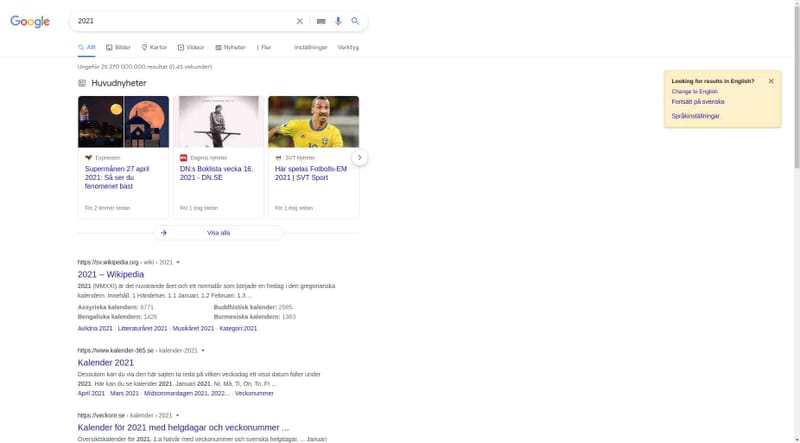 Google
2021
Allt Bilder Kartor Videor Nyheter Fler Inställningar Verktyg
Ungefär 25 270 000 000 resultat (0,45 sekunder)
Looking for results in English?
Change to English
Fortsätt på svenska
Språkinställningar
Huvudnyheter
Expressen
Supermånen 27 april
2021: Så ser du
fenomenet bäst
För 2 timmar sedan
Dagens Nyheter
DN:s Boklista vecka 16,
2021 - DN.SE
För 1 dag sedan
SVT Nyheter
Här spelas Fotbolls-EM
2021 | SVT Sport
För 1 dag sedan
Visa alla
https://sv.wikipedia.org › wiki › 2021
2021 – Wikipedia
2021 (MMXXI) är det nuvarande året och ett normalår som började en fredag i den gregorianska
kalendern. Innehåll. 1 Händelser. 1.1 Januari; 1.2 Februari; 1.3 ...
Assyriska kalendern: 6771 Buddhistisk kalender: 2565
Bengaliska kalendern: 1428 Burmesiska kalendern: 1383
Avlidna 2021 · Litteraturåret 2021 · Musikåret 2021 · Kategori:2021
https://www.kalender-365.se › kalender-2021
Kalender 2021
Dessutom kan du via den här sajten ta reda på vilken veckodag ett visst datum faller under
2021. Här kan du se kalender 2021. Januari 2021. Nr, Må, Ti, On, To, Fr ...
April 2021 · Mars 2021 · Midsommardagen 2021, 2022... · Veckonummer
https://veckonr.se › kalender › 2021
Kalender för 2021 med helgdagar och veckonummer ...
Översiktskalender för 2021, 1:a halvår med veckonummer och svenska helgdagar. ... Januari